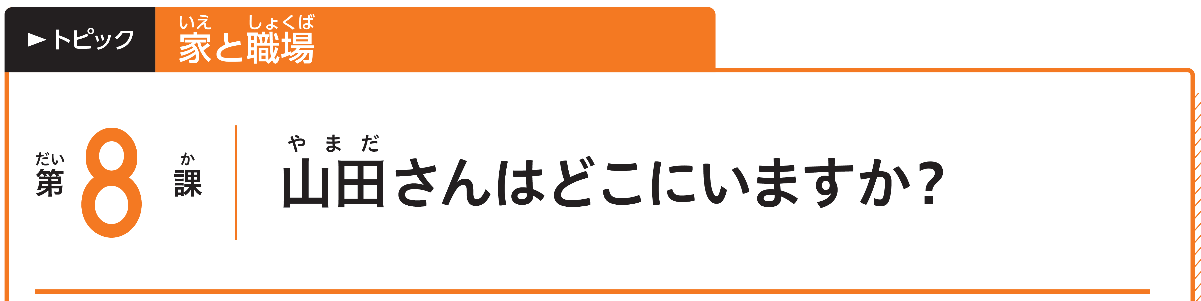 ▶トピック 家と職場
いえ しょくば
第8課 山田さんはどこにいますか？
だい か やまだ